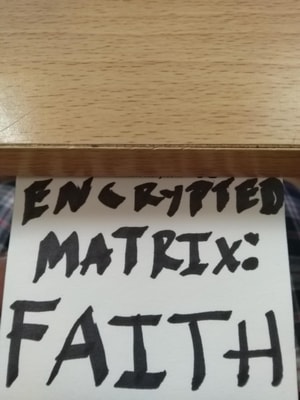 ENCRYPTED
MATRIX:
FAITH